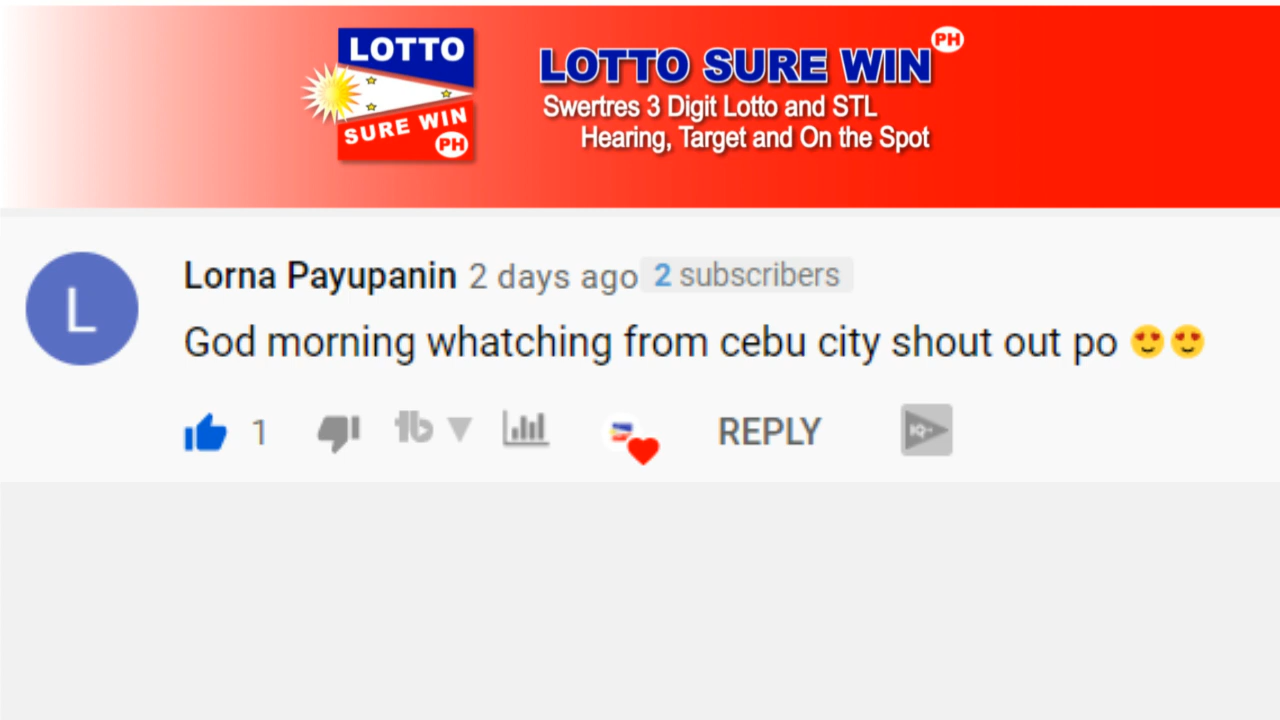 LOTTO
SURE WIN
PH
LOTTO SURE WIN PH
Swertres 3 Digit Lotto and STL
Hearing, Target and On the Spot
L
Lorna Payupanin 2 days ago 2 subscribers
God morning whatching from cebu city shout out po 😍😍
1 tb REPLY IQ